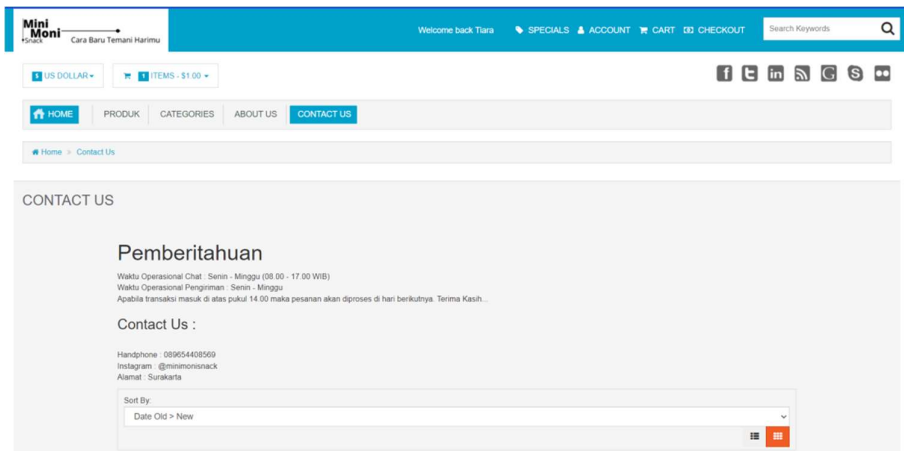 Mini
Moni
Snack
Cara Baru Temani Harimu
Welcome back Tiara
SPECIALS
ACCOUNT
CART
CHECKOUT
Search Keywords
$ US DOLLAR
1 ITEMS - $1.00
HOME
PRODUK
CATEGORIES
ABOUT US
CONTACT US
Home > Contact Us
CONTACT US
Pemberitahuan
Waktu Operasional Chat : Senin - Minggu (08.00 - 17.00 WIB)
Waktu Operasional Pengiriman : Senin - Minggu
Apabila transaksi masuk di atas pukul 14.00 maka pesanan akan diproses di hari berikutnya. Terima Kasih...
Contact Us :
Handphone : 089654408569
Instagram : @minimonisnack
Alamat : Surakarta
Sort By:
Date Old > New